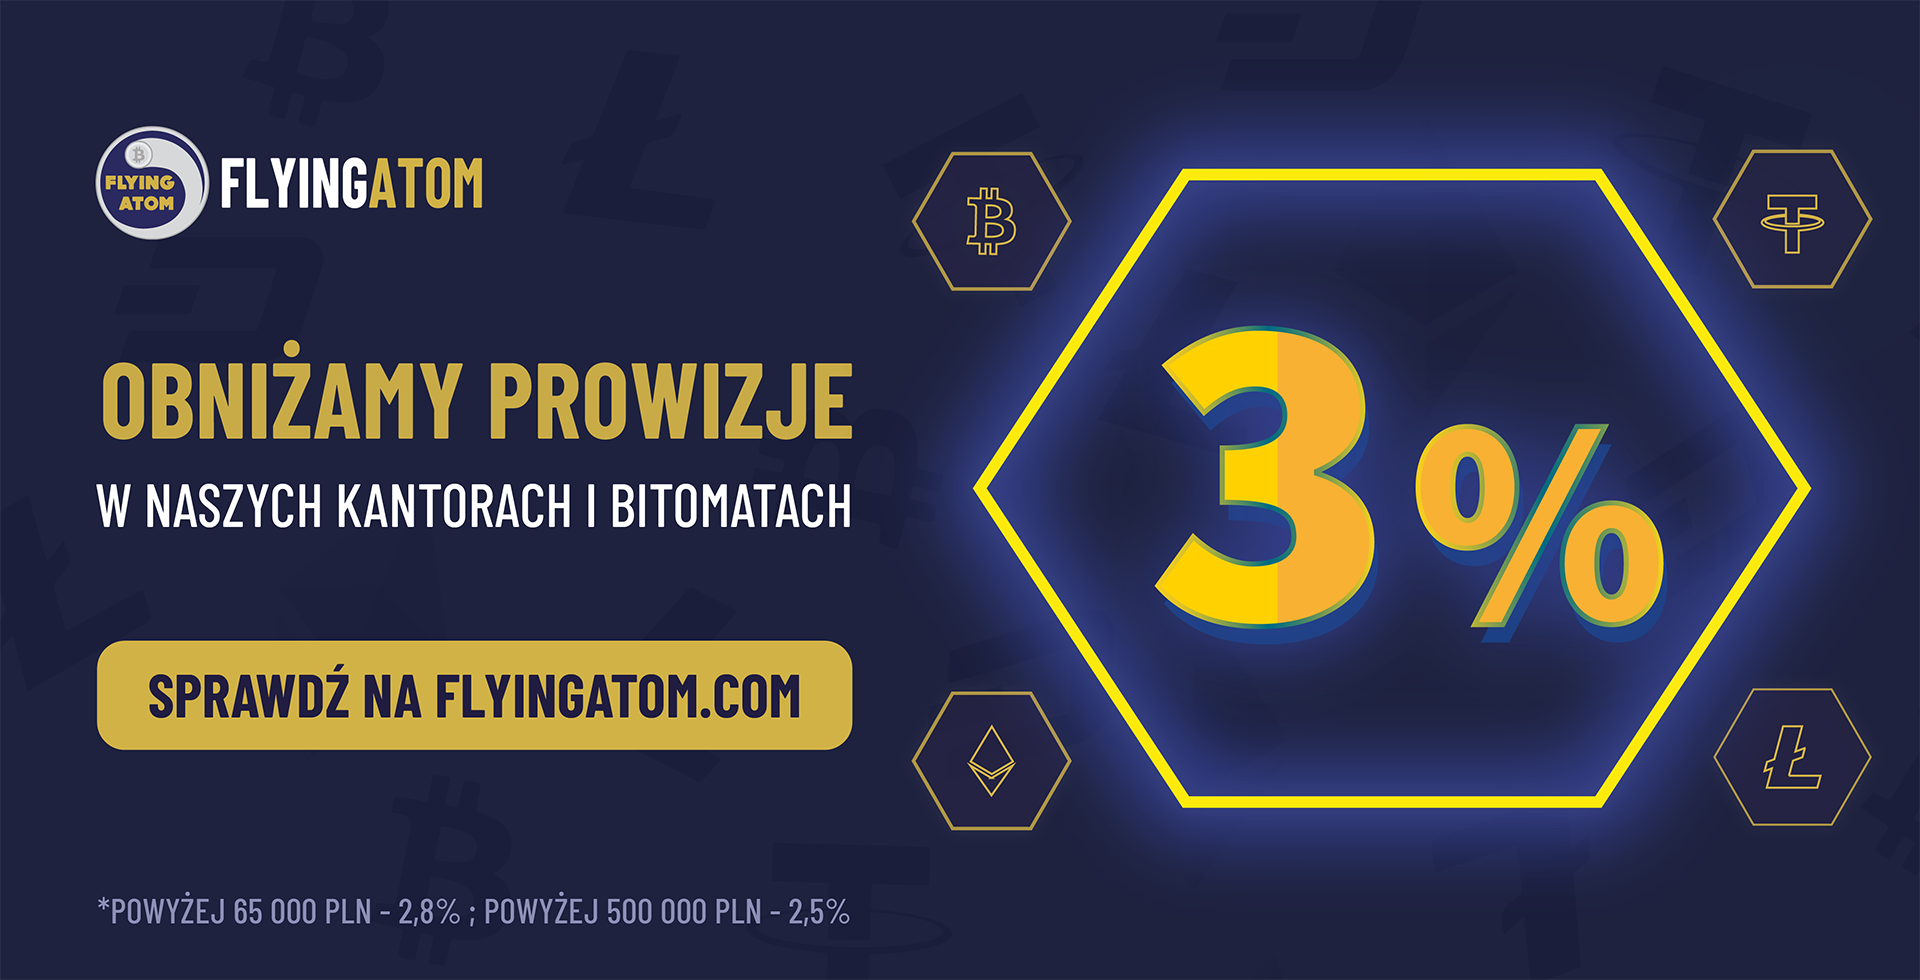 FLYING
ATOM
FLYINGATOM
OBNIŻAMY PROWIZJE
W NASZYCH KANTORACH I BITOMATACH
SPRAWDŹ NA FLYINGATOM.COM
*POWYŻEJ 65 000 PLN - 2,8% ; POWYŻEJ 500 000 PLN - 2,5%
3%